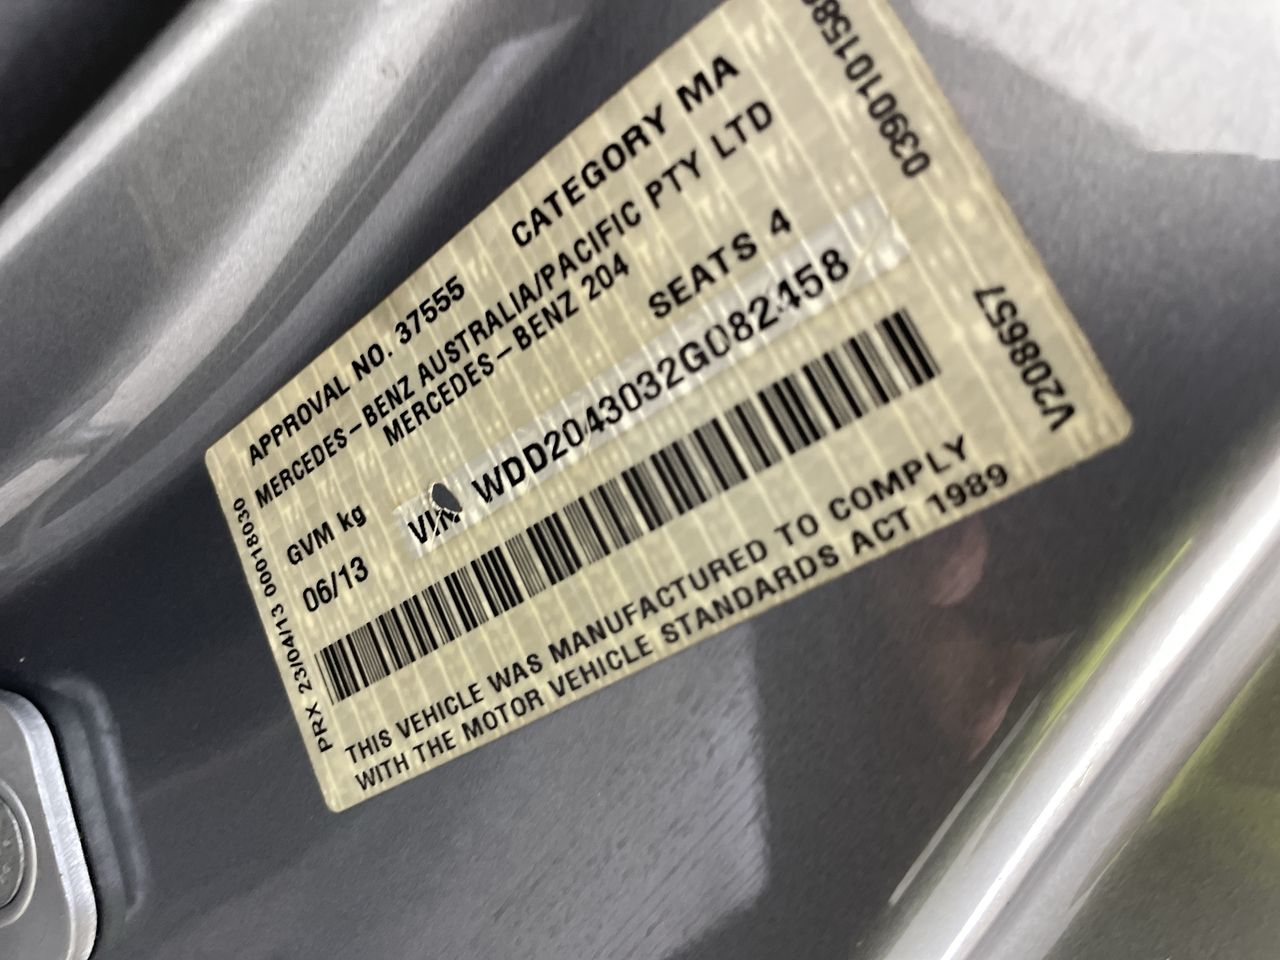 APPROVAL NO. 37555 CATEGORY MA
MERCEDES-BENZ AUSTRALIA/PACIFIC PTY LTD
MERCEDES-BENZ 204
GVM kg SEATS 4
06/13 VIN WDD2043032G082458
THIS VEHICLE WAS MANUFACTURED TO COMPLY
WITH THE MOTOR VEHICLE STANDARDS ACT 1989
PRX 23/04/13 00018030
V208657